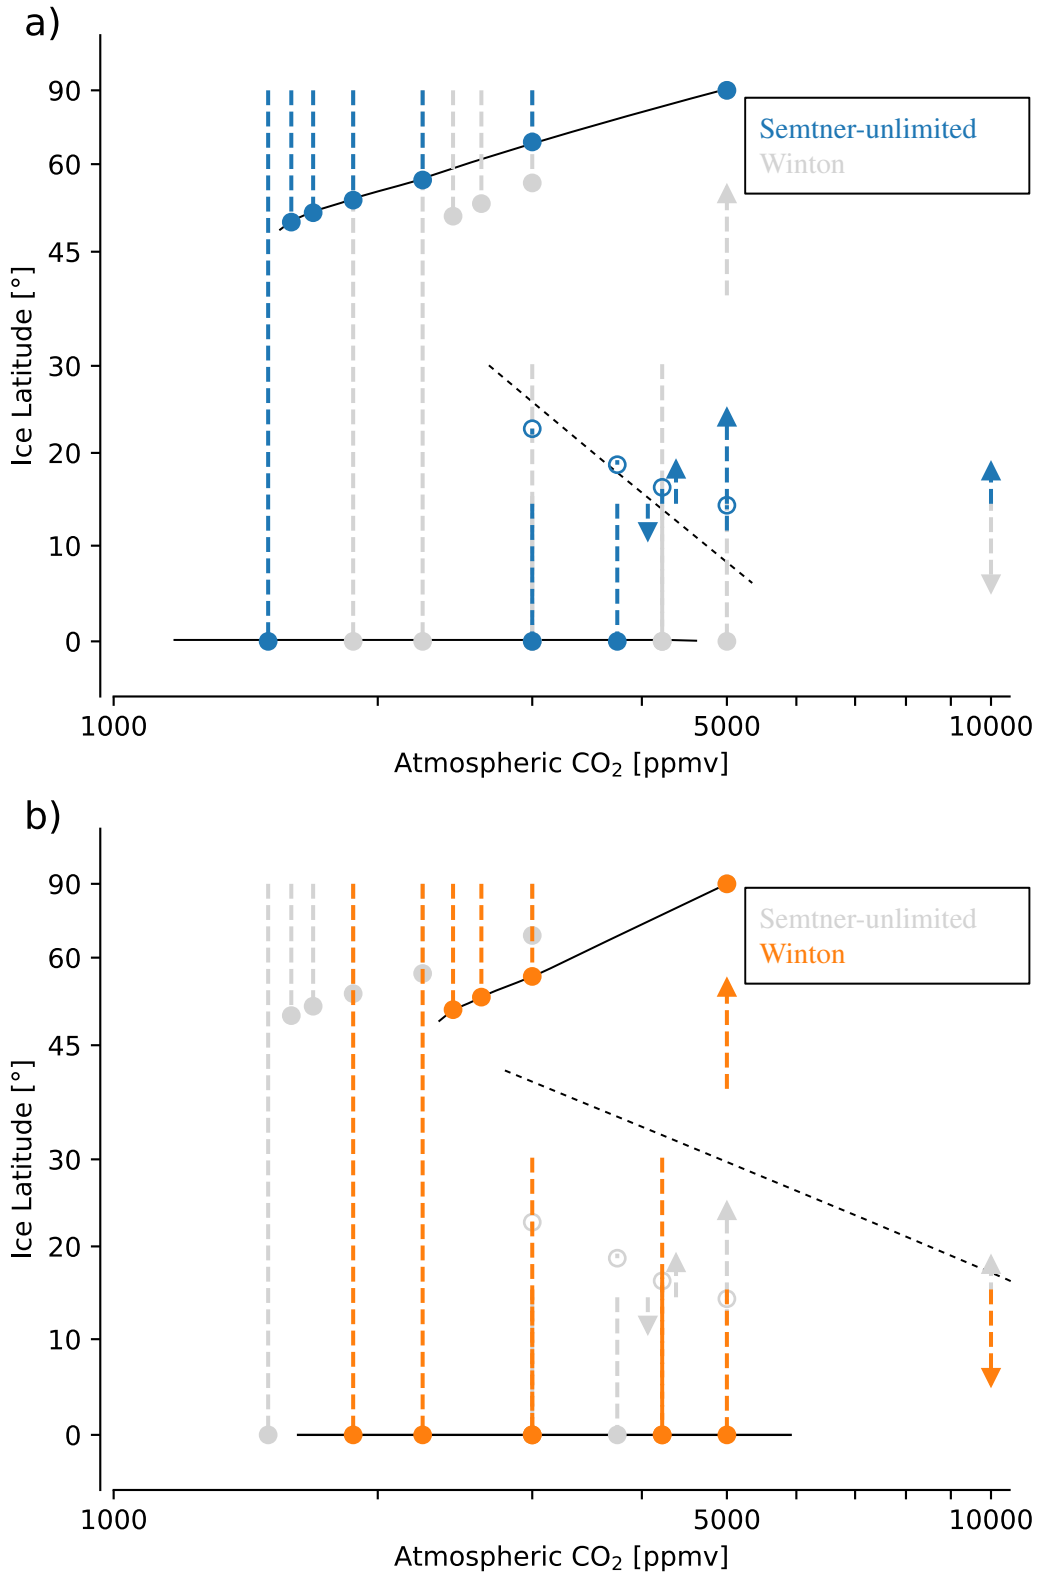 a)
90
60
45
30
20
10
0
Ice Latitude [°]
Semtner-unlimited
Winton
1000
5000
10000
Atmospheric CO₂ [ppmv]
b)
90
60
45
30
20
10
0
Ice Latitude [°]
Semtner-unlimited
Winton
1000
5000
10000
Atmospheric CO₂ [ppmv]